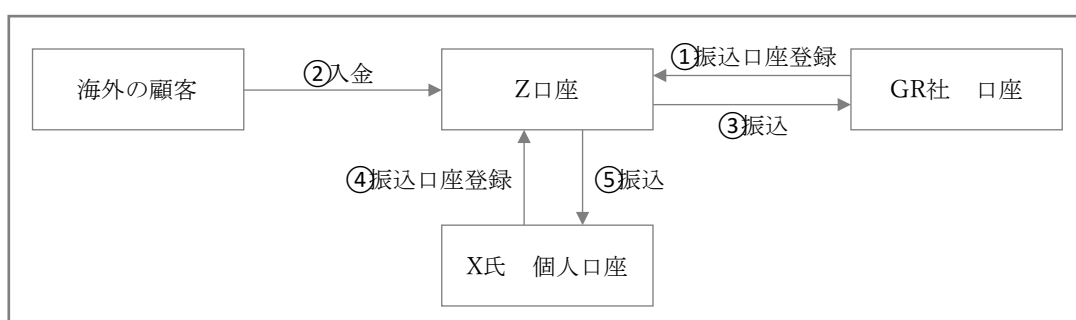 ①振込口座登録
海外の顧客
②入金
Z口座
GR社　口座
③振込
④振込口座登録
⑤振込
X氏　個人口座